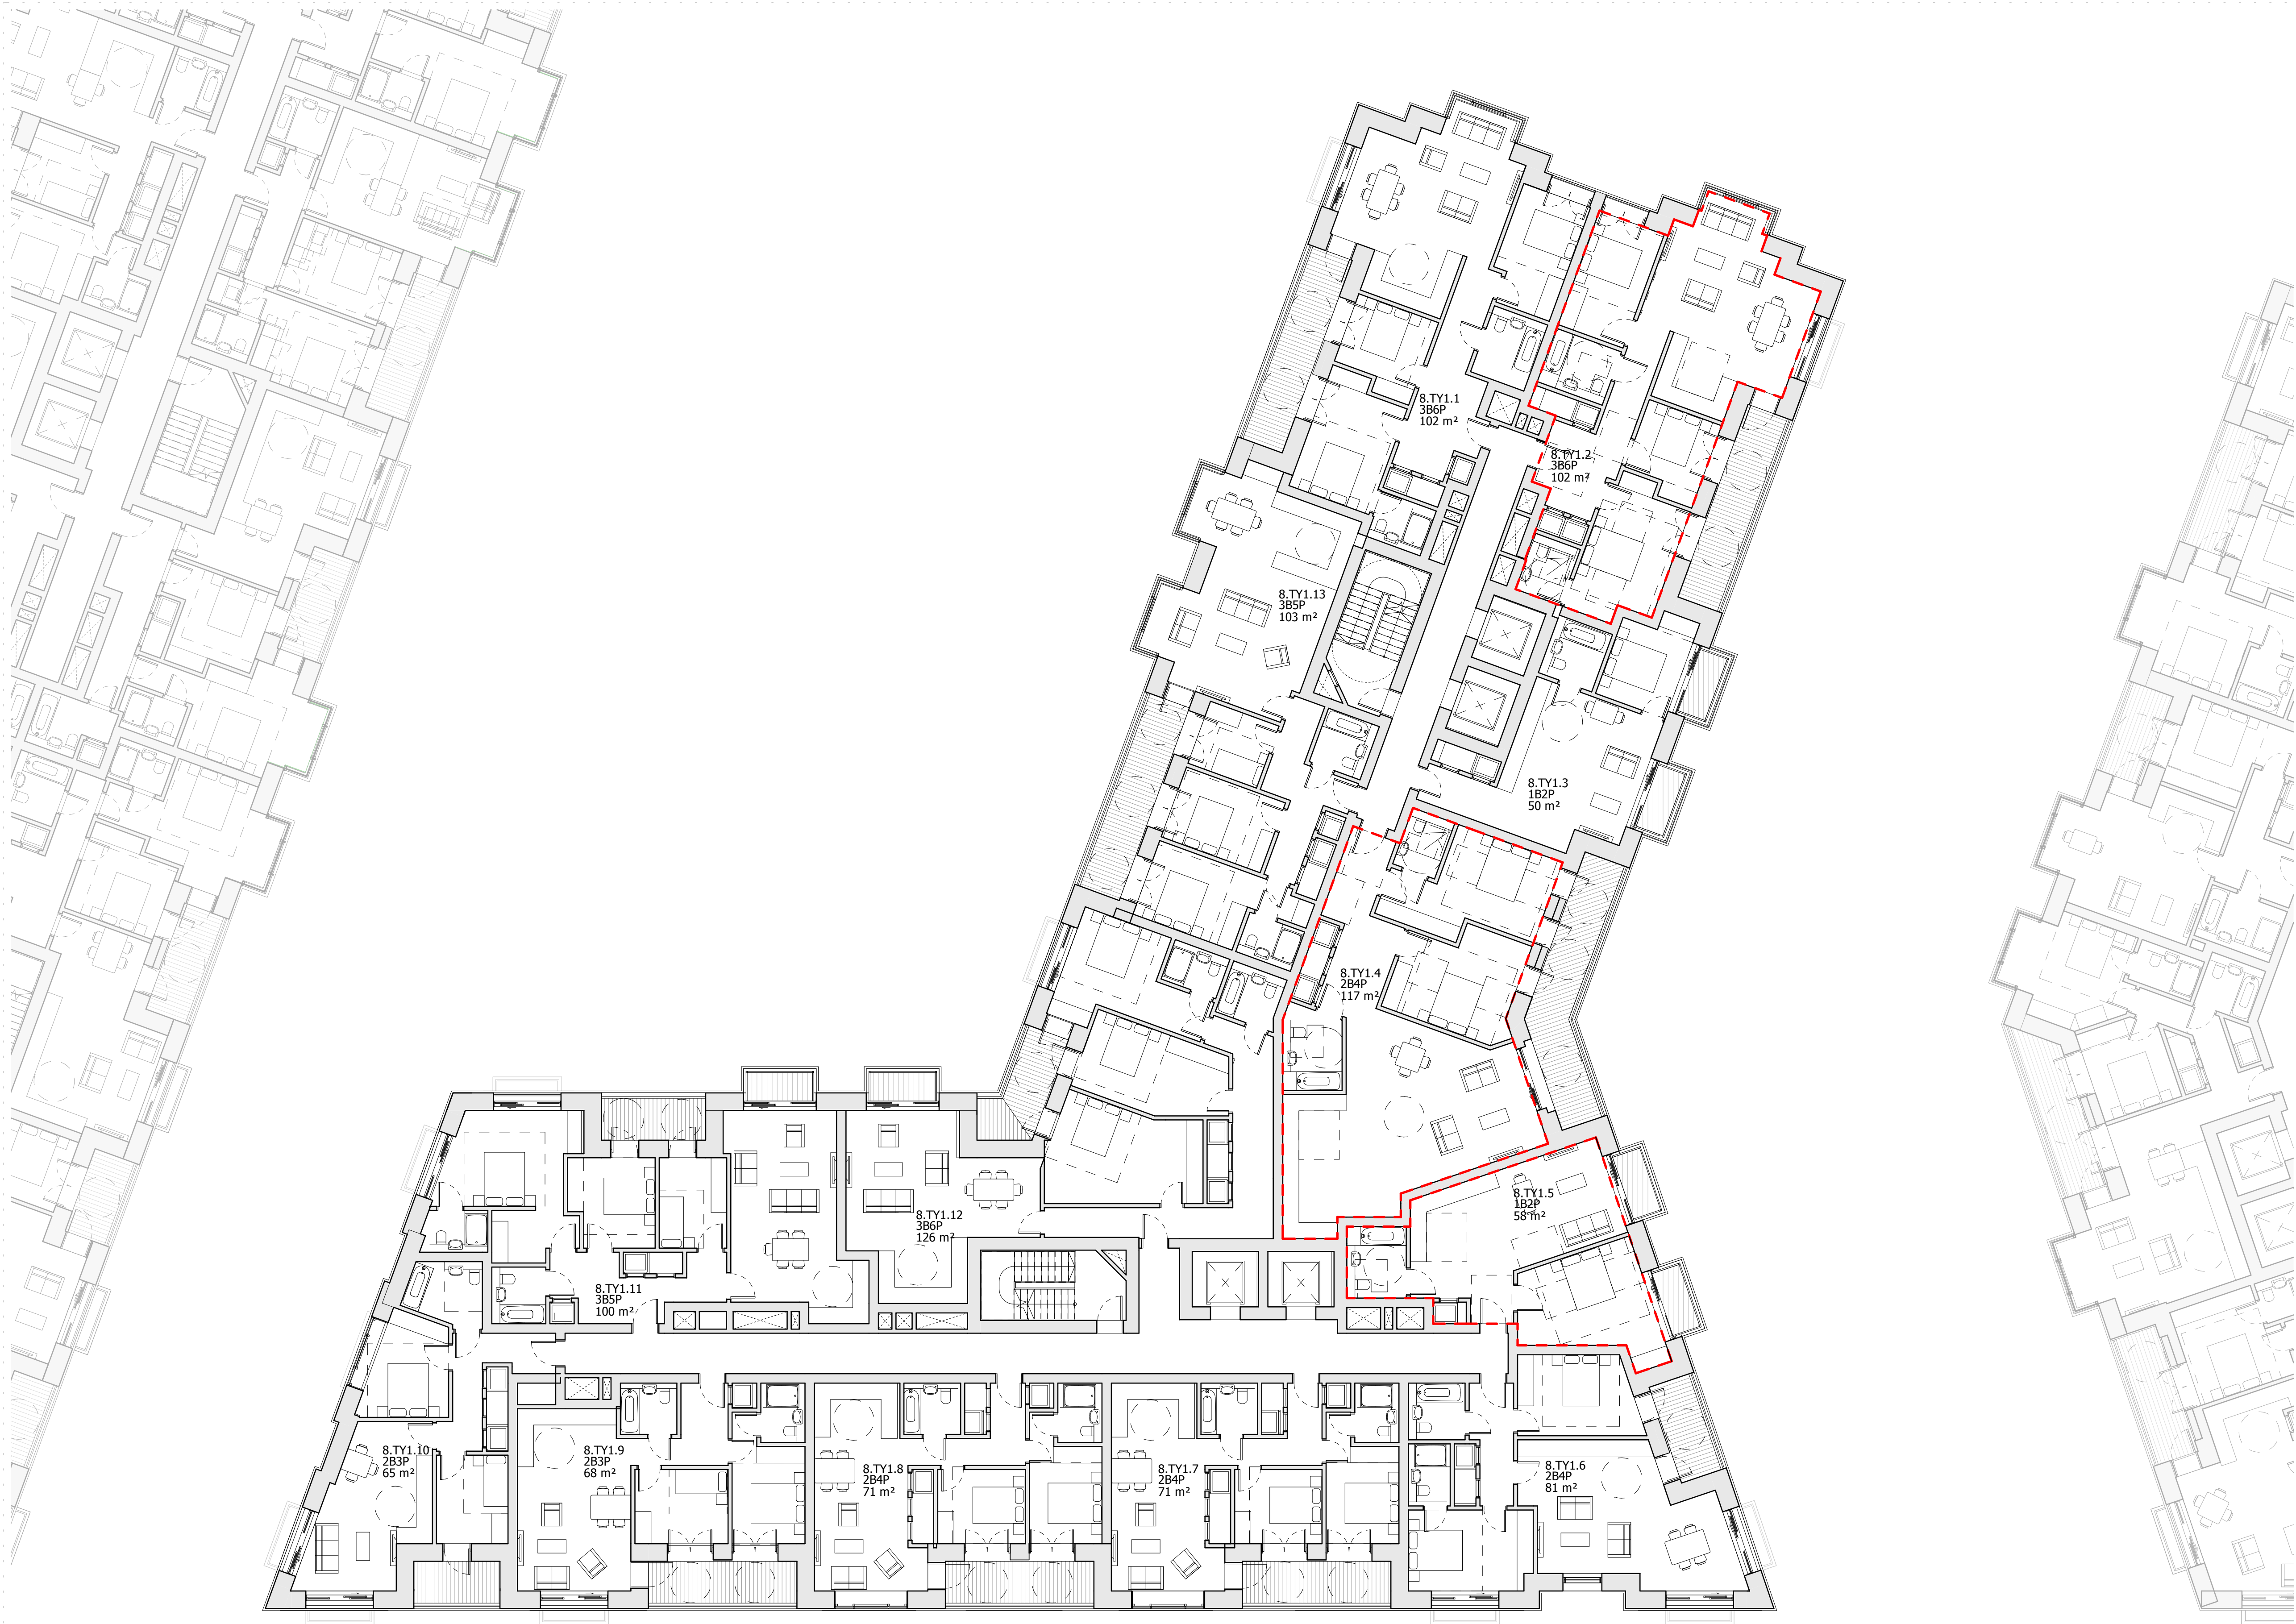 8.TY1.1
3B6P
102 m²
8.TY1.2
3B6P
102 m²
8.TY1.13
3B5P
103 m²
8.TY1.3
1B2P
50 m²
8.TY1.4
2B4P
117 m²
8.TY1.5
1B2P
58 m²
8.TY1.12
3B6P
126 m²
8.TY1.11
3B5P
100 m²
8.TY1.10
2B3P
65 m²
8.TY1.9
2B3P
68 m²
8.TY1.8
2B4P
71 m²
8.TY1.7
2B4P
71 m²
8.TY1.6
2B4P
81 m²